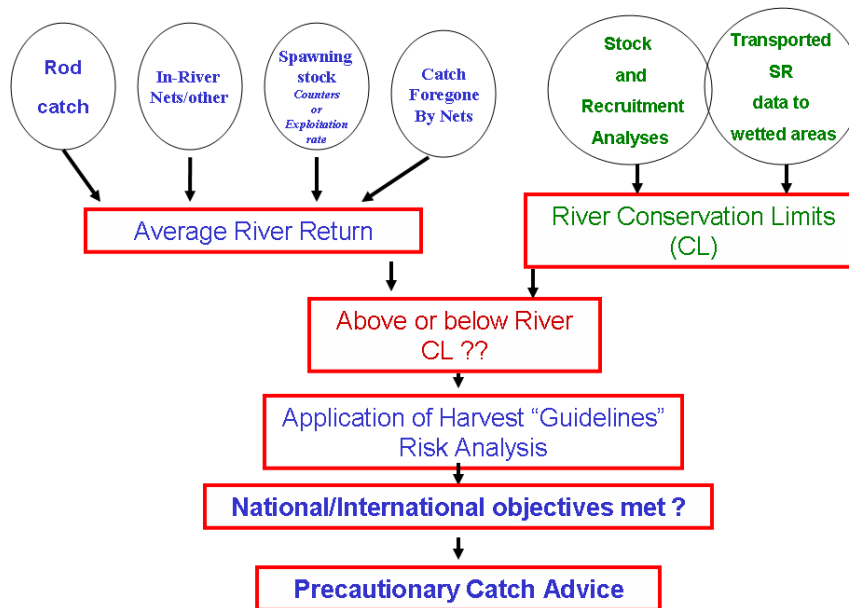 Rod
catch
In-River
Nets/other
Spawning
stock
Counters
or
Exploitation
rate
Catch
Foregone
By Nets
Stock
and
Recruitment
Analyses
Transported
SR
data to
wetted areas
Average River Return
River Conservation Limits
(CL)
Above or below River
CL ??
Application of Harvest “Guidelines”
Risk Analysis
National/International objectives met ?
Precautionary Catch Advice